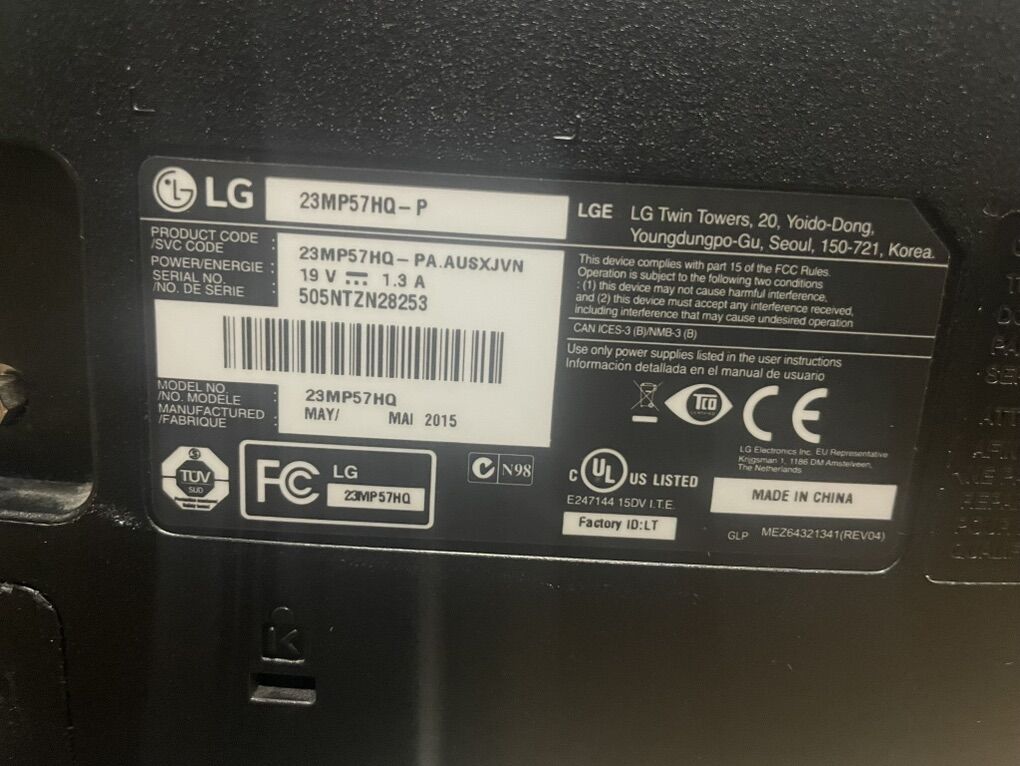 LG 23MP57HQ-P
LGE LG Twin Towers, 20, Yoido-Dong,
Youngdungpo-Gu, Seoul, 150-721, Korea.
PRODUCT CODE :
/SVC CODE
23MP57HQ-PA.AUSXJVN
POWER/ENERGIE :
19 V 1.3 A
SERIAL NO. :
/NO. DE SERIE
505NTZN28253
MODEL NO. :
/NO. MODELE
23MP57HQ
MANUFACTURED :
/FABRIQUE
MAY/ MAI 2015
This device complies with part 15 of the FCC Rules.
Operation is subject to the following two conditions
: (1) this device may not cause harmful interference,
and (2) this device must accept any interference received,
including interference that may cause undesired operation
CAN ICES-3 (B)/NMB-3 (B)
Use only power supplies listed in the user instructions
Información detallada en el manual de usuario
TCO
CERTIFIED
CE
LG Electronics Inc. EU Representative
Krijgsman 1, 1186 DM Amstelveen,
The Netherlands
TUV
SUD
FC LG
23MP57HQ
N98
C UL US LISTED
E247144 15DV I.T.E.
Factory ID:LT
MADE IN CHINA
GLP MEZ64321341(REV04)
K